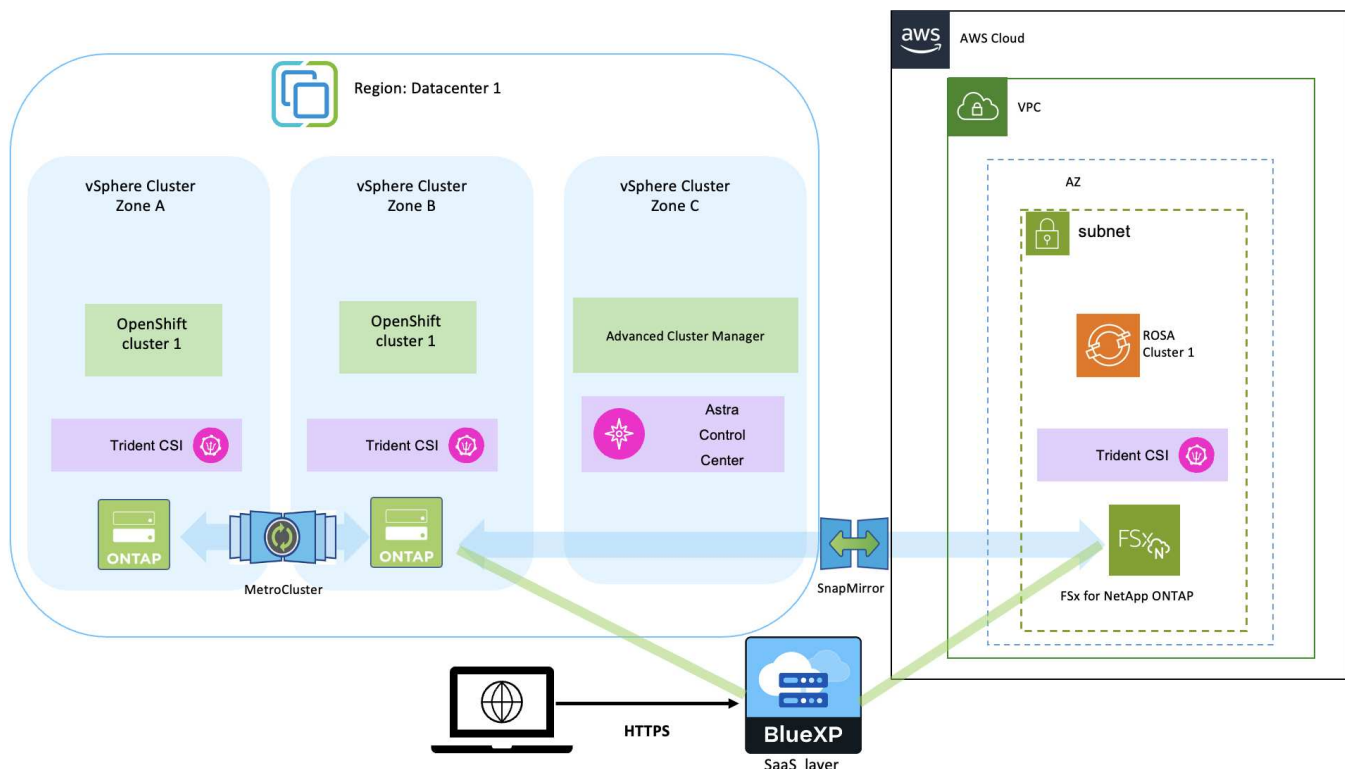 aws
AWS Cloud
Region: Datacenter 1
VPC
AZ
vSphere Cluster
Zone A
vSphere Cluster
Zone B
vSphere Cluster
Zone C
subnet
OpenShift
cluster 1
OpenShift
cluster 1
Advanced Cluster Manager
ROSA
Cluster 1
Trident CSI
Trident CSI
Astra
Control
Center
Trident CSI
ONTAP
ONTAP
FSx
N
MetroCluster
SnapMirror
FSx for NetApp ONTAP
HTTPS
BlueXP
SaaS layer